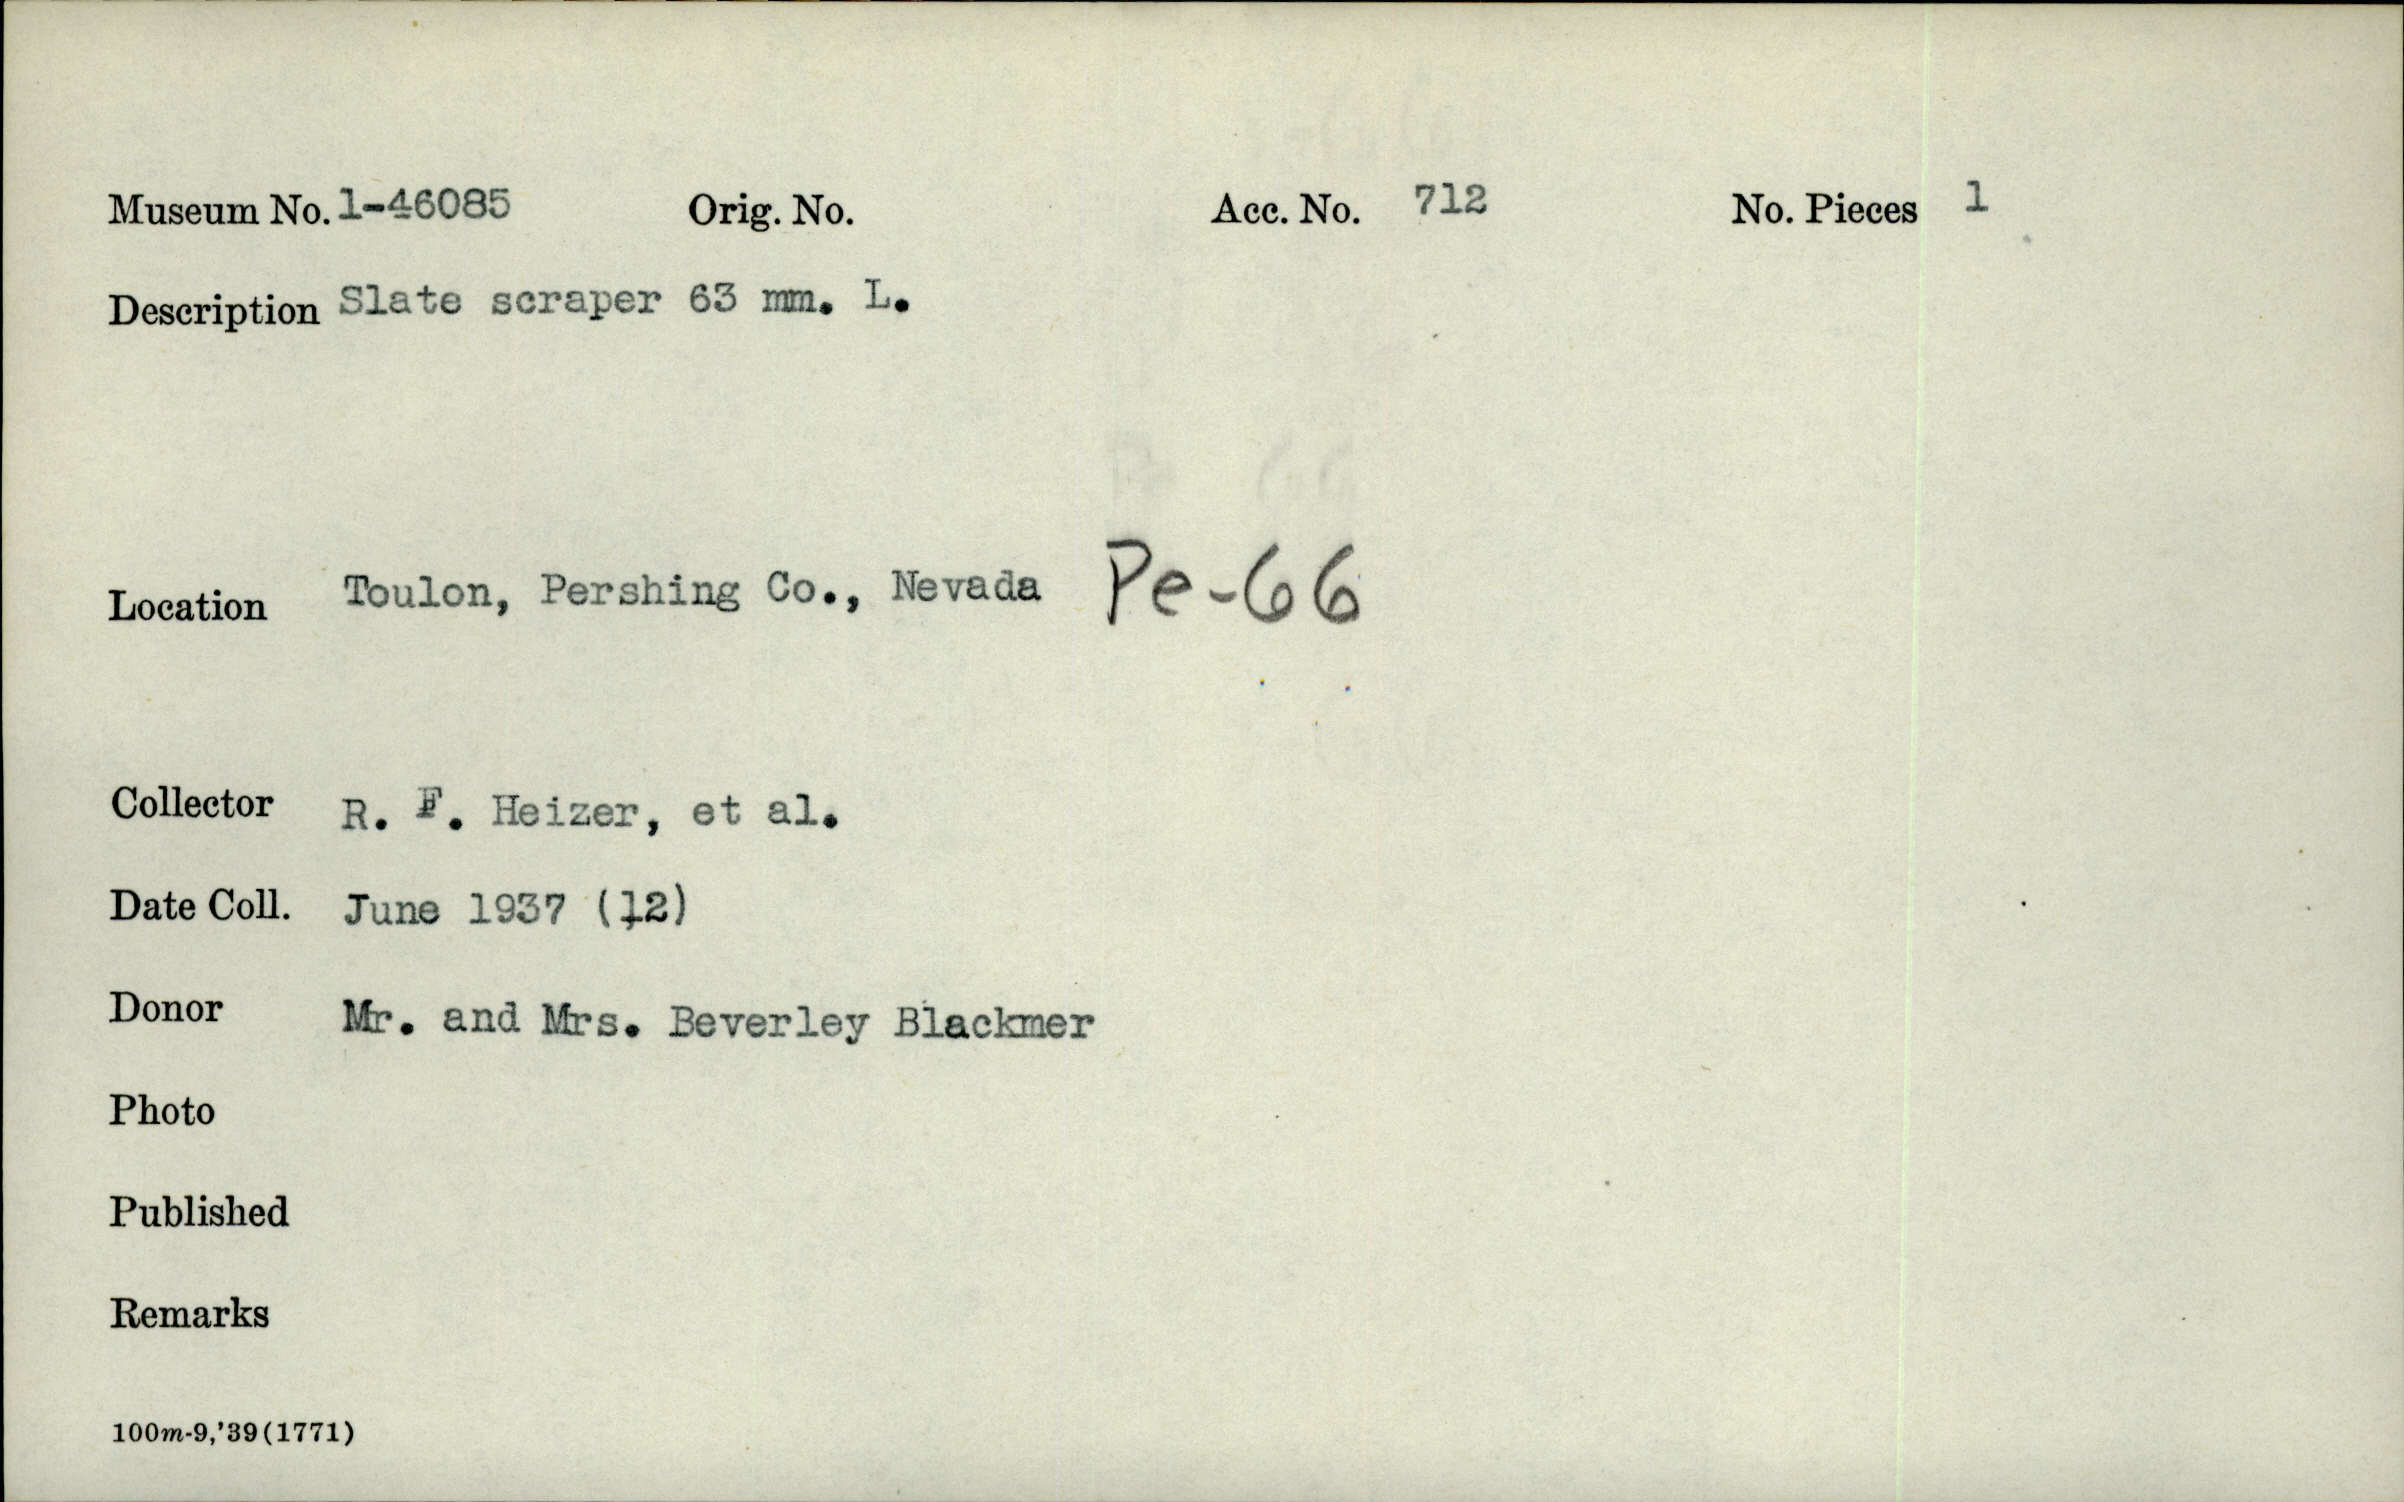 Museum No. 1-46085 Orig. No. Acc. No. 712 No. Pieces 1
Description Slate scraper 63 mm. L.
Location Toulon, Pershing Co., Nevada Pe-66
Collector R. F. Heizer, et al.
Date Coll. June 1937 (12)
Donor Mr. and Mrs. Beverley Blackmer
Photo
Published
Remarks
100m-9,'39(1771)